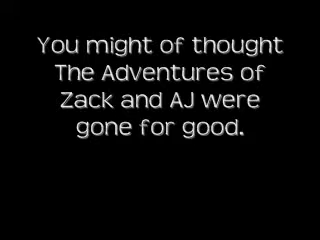 You might of thought
The Adventures of
Zack and AJ were
gone for good.